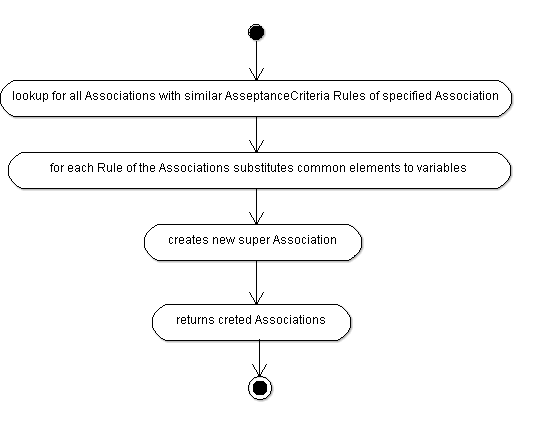 lookup for all Associations with similar AsseptanceCriteria Rules of specified Association
for each Rule of the Associations substitutes common elements to variables
creates new super Association
returns creted Associations